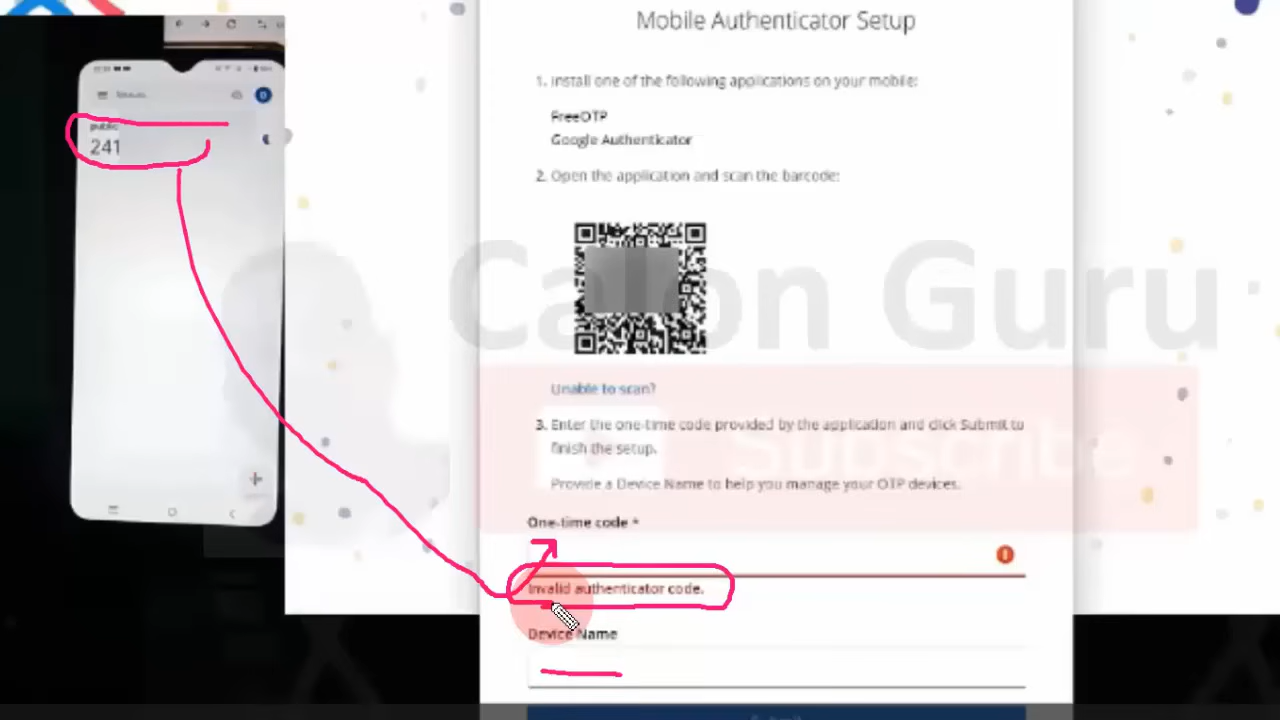 Mobile Authenticator Setup
1. Install one of the following applications on your mobile:
FreeOTP
Google Authenticator
2. Open the application and scan the barcode:
Unable to scan?
3. Enter the one-time code provided by the application and click Submit to
finish the setup.
Provide a Device Name to help you manage your OTP devices.
One-time code *
Invalid authenticator code.
Device Name
public
241
Calon Guru
Subscribe